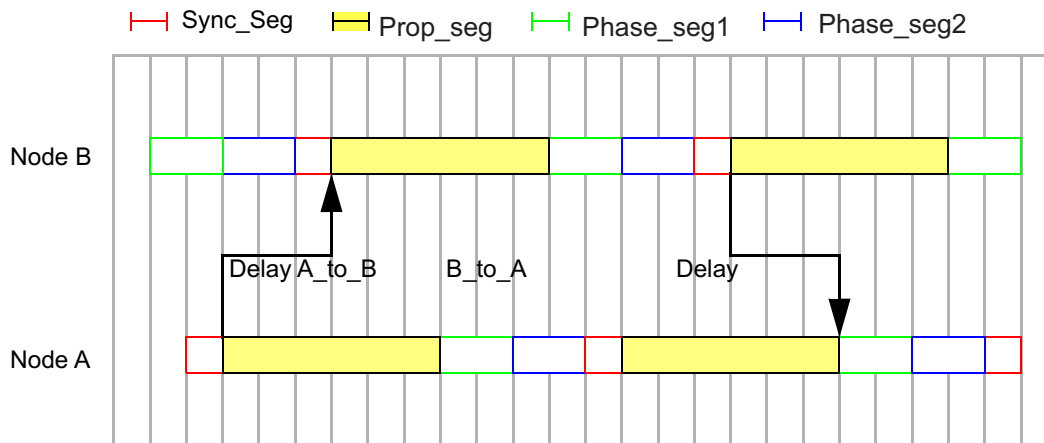 Sync_Seg Prop_seg Phase_seg1 Phase_seg2
Node B
Delay A_to_B B_to_A Delay
Node A